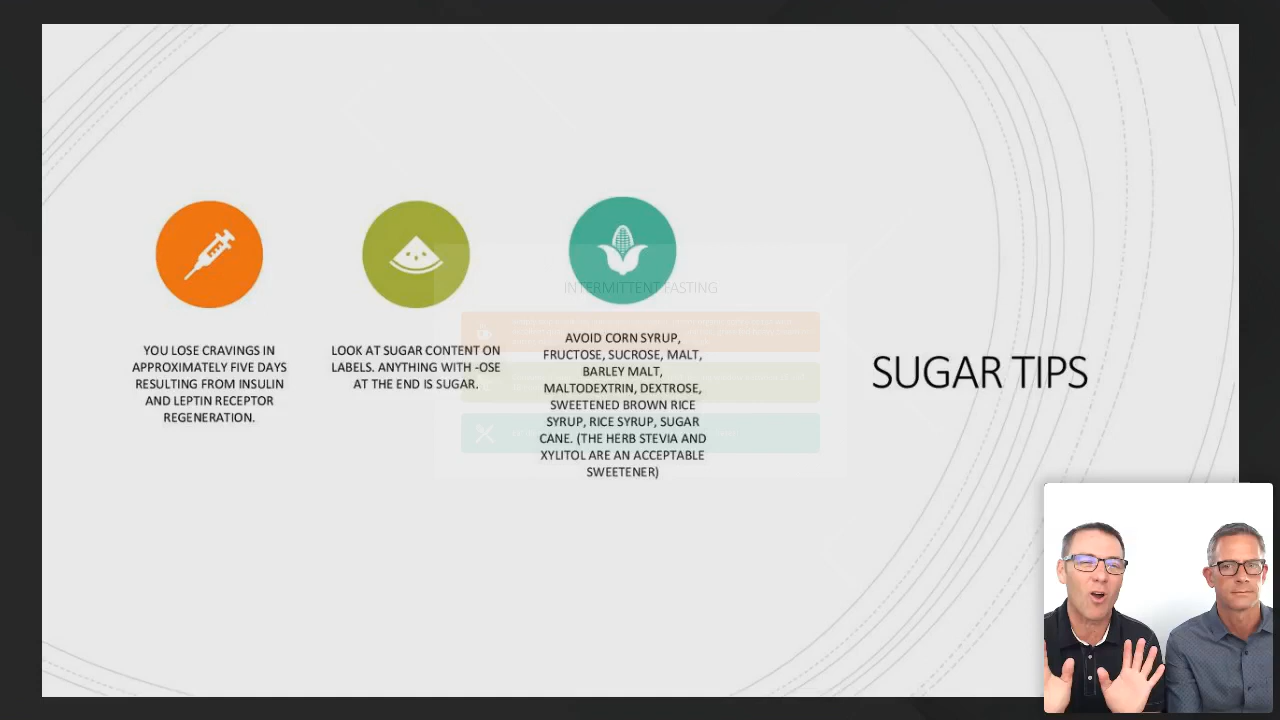 YOU LOSE CRAVINGS IN
APPROXIMATELY FIVE DAYS
RESULTING FROM INSULIN
AND LEPTIN RECEPTOR
REGENERATION.
LOOK AT SUGAR CONTENT ON
LABELS. ANYTHING WITH -OSE
AT THE END IS SUGAR.
AVOID CORN SYRUP,
FRUCTOSE, SUCROSE, MALT,
BARLEY MALT,
MALTODEXTRIN, DEXTROSE,
SWEETENED BROWN RICE
SYRUP, RICE SYRUP, SUGAR
CANE. (THE HERB STEVIA AND
XYLITOL ARE AN ACCEPTABLE
SWEETENER)
SUGAR TIPS
INTERMITTENT FASTING